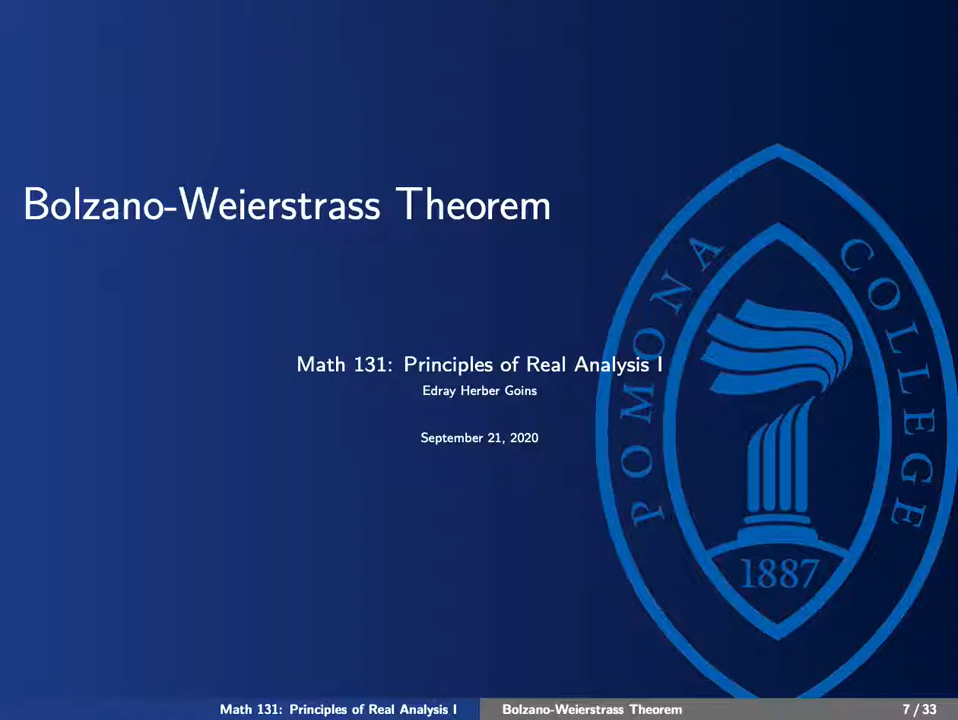 Bolzano-Weierstrass Theorem
Math 131: Principles of Real Analysis I
Edray Herber Goins
September 21, 2020
POMONA COLLEGE
1887
Math 131: Principles of Real Analysis I
Bolzano-Weierstrass Theorem
7 / 33